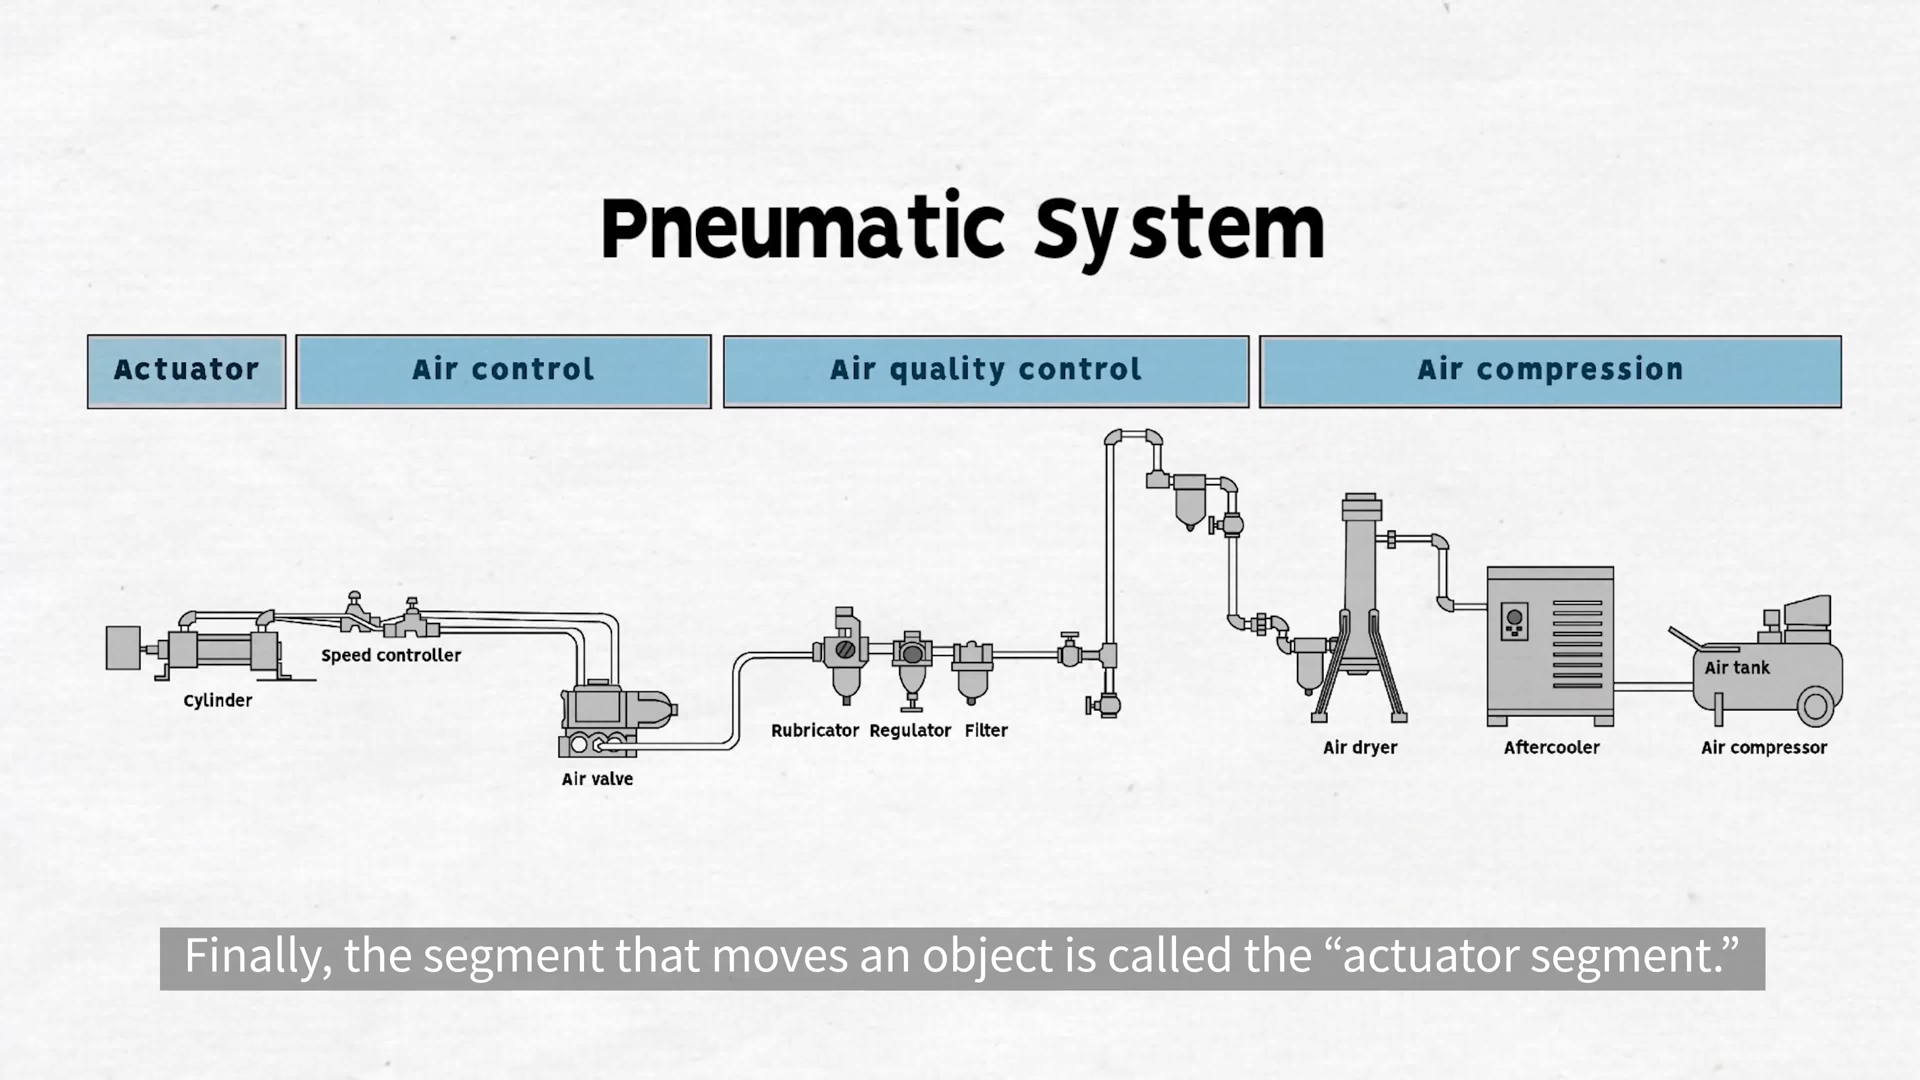 Pneumatic System
Actuator
Air control
Air quality control
Air compression
Speed controller
Cylinder
Air valve
Rubricator
Regulator
Filter
Air dryer
Aftercooler
Air tank
Air compressor
Finally, the segment that moves an object is called the “actuator segment.”